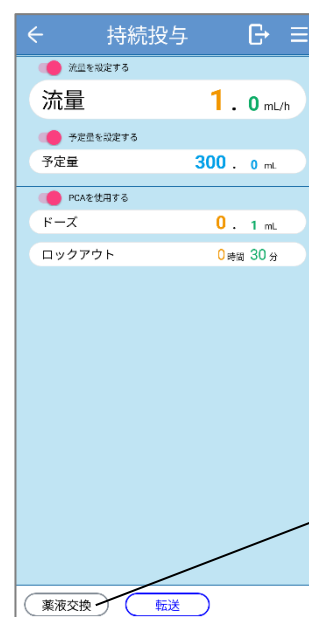 持続投与
流量を設定する
流量 1 . 0 mL/h
予定量を設定する
予定量 300 . 0 mL
PCAを使用する
ドーズ 0 . 1 mL
ロックアウト 0 時間 30 分
薬液交換 転送